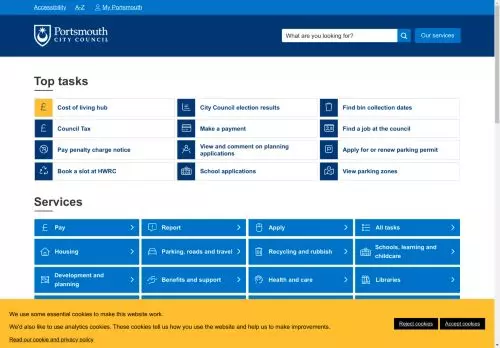 Accessibility A-Z My Portsmouth
Portsmouth
CITY COUNCIL
What are you looking for?
Our services
Top tasks
Cost of living hub
City Council election results
Find bin collection dates
Council Tax
Make a payment
Find a job at the council
Pay penalty charge notice
View and comment on planning
applications
Apply for or renew parking permit
Book a slot at HWRC
School applications
View parking zones
Services
Pay
Report
Apply
All tasks
Housing
Parking, roads and travel
Recycling and rubbish
Schools, learning and
childcare
Development and
planning
Benefits and support
Health and care
Libraries
We use some essential cookies to make this website work.
We'd also like to use analytics cookies. These cookies tell us how you use the website and help us to make improvements.
Read our cookie and privacy policy
Reject cookies
Accept cookies